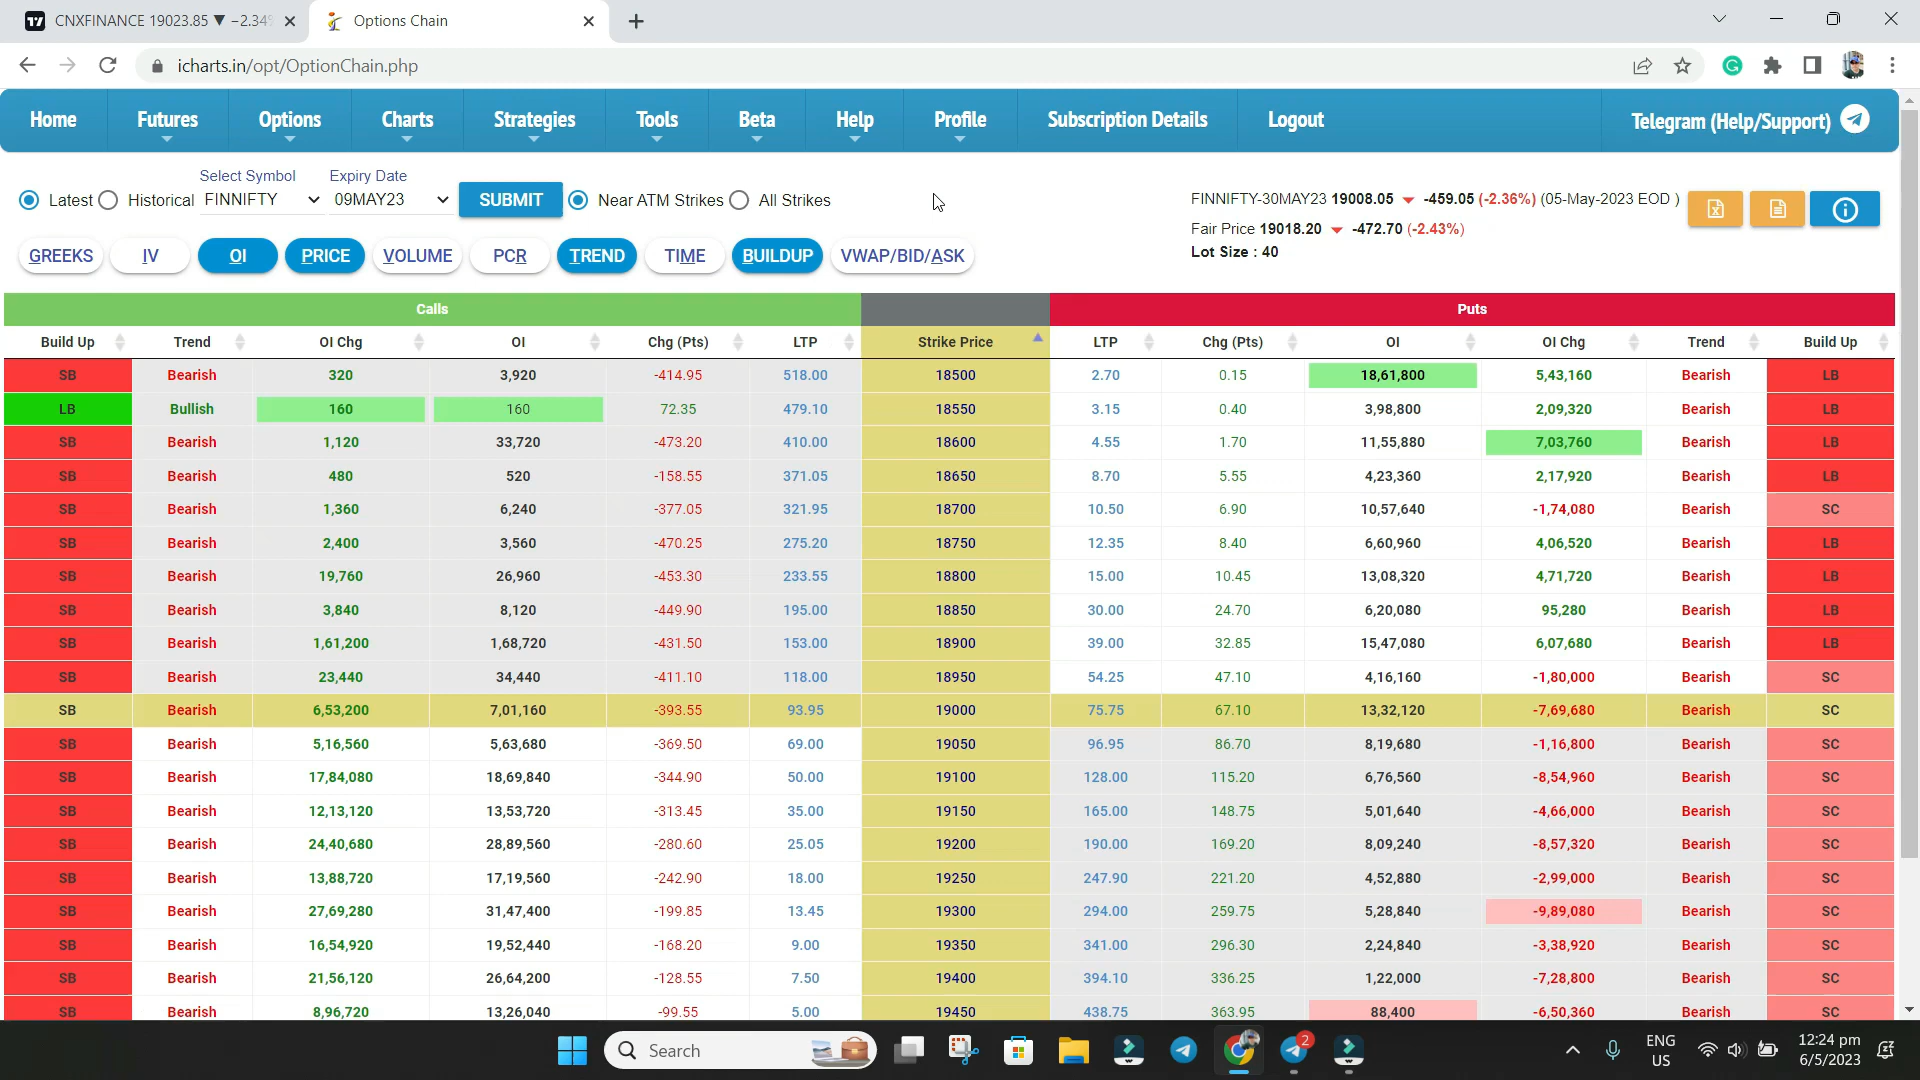 CNXFINANCE 19023.85 ▼ −2.34%
Options Chain
icharts.in/opt/OptionChain.php
Home Futures Options Charts Strategies Tools Beta Help Profile Subscription Details Logout Telegram (Help/Support)
Select Symbol Expiry Date
Latest Historical FINNIFTY 09MAY23 SUBMIT Near ATM Strikes All Strikes
FINNIFTY-30MAY23 19008.05 ▼ -459.05 (-2.36%) (05-May-2023 EOD )
Fair Price 19018.20 ▼ -472.70 (-2.43%)
Lot Size : 40
GREEKS IV OI PRICE VOLUME PCR TREND TIME BUILDUP VWAP/BID/ASK
Calls Puts
Build Up Trend OI Chg OI Chg (Pts) LTP Strike Price LTP Chg (Pts) OI OI Chg Trend Build Up
SB Bearish 320 3,920 -414.95 518.00 18500 2.70 0.15 18,61,800 5,43,160 Bearish LB
LB Bullish 160 160 72.35 479.10 18550 3.15 0.40 3,98,800 2,09,320 Bearish LB
SB Bearish 1,120 33,720 -473.20 410.00 18600 4.55 1.70 11,55,880 7,03,760 Bearish LB
SB Bearish 480 520 -158.55 371.05 18650 8.70 5.55 4,23,360 2,17,920 Bearish LB
SB Bearish 1,360 6,240 -377.05 321.95 18700 10.50 6.90 10,57,640 -1,74,080 Bearish SC
SB Bearish 2,400 3,560 -470.25 275.20 18750 12.35 8.40 6,60,960 4,06,520 Bearish LB
SB Bearish 19,760 26,960 -453.30 233.55 18800 15.00 10.45 13,08,320 4,71,720 Bearish LB
SB Bearish 3,840 8,120 -449.90 195.00 18850 30.00 24.70 6,20,080 95,280 Bearish LB
SB Bearish 1,61,200 1,68,720 -431.50 153.00 18900 39.00 32.85 15,47,080 6,07,680 Bearish LB
SB Bearish 23,440 34,440 -411.10 118.00 18950 54.25 47.10 4,16,160 -1,80,000 Bearish SC
SB Bearish 6,53,200 7,01,160 -393.55 93.95 19000 75.75 67.10 13,32,120 -7,69,680 Bearish SC
SB Bearish 5,16,560 5,63,680 -369.50 69.00 19050 96.95 86.70 8,19,680 -1,16,800 Bearish SC
SB Bearish 17,84,080 18,69,840 -344.90 50.00 19100 128.00 115.20 6,76,560 -8,54,960 Bearish SC
SB Bearish 12,13,120 13,53,720 -313.45 35.00 19150 165.00 148.75 5,01,640 -4,66,000 Bearish SC
SB Bearish 24,40,680 28,89,560 -280.60 25.05 19200 190.00 169.20 8,09,240 -8,57,320 Bearish SC
SB Bearish 13,88,720 17,19,560 -242.90 18.00 19250 247.90 221.20 4,52,880 -2,99,000 Bearish SC
SB Bearish 27,69,280 31,47,400 -199.85 13.45 19300 294.00 259.75 5,28,840 -9,89,080 Bearish SC
SB Bearish 16,54,920 19,52,440 -168.20 9.00 19350 341.00 296.30 2,24,840 -3,38,920 Bearish SC
SB Bearish 21,56,120 26,64,200 -128.55 7.50 19400 394.10 336.25 1,22,000 -7,28,800 Bearish SC
SB Bearish 8,96,720 13,26,040 -99.55 5.00 19450 438.75 363.95 88,400 -6,50,360 Bearish SC
Search
2
ENG
US
12:24 pm
6/5/2023